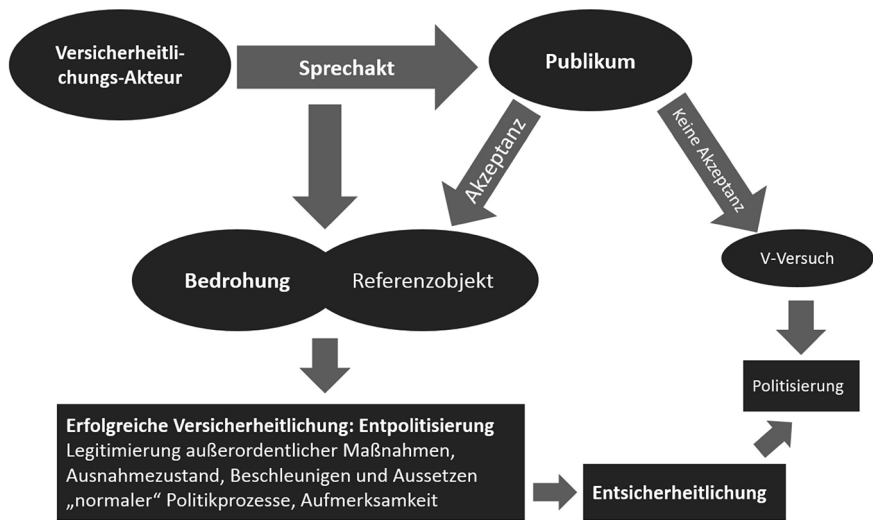 Versicherheitli-
chungs-Akteur
Sprechakt
Publikum
Akzeptanz
Keine Akzeptanz
Bedrohung
Referenzobjekt
V-Versuch
Politisierung
Erfolgreiche Versicherheitlichung: Entpolitisierung
Legitimierung außerordentlicher Maßnahmen,
Ausnahmezustand, Beschleunigen und Aussetzen
„normaler“ Politikprozesse, Aufmerksamkeit
Entsicherheitlichung